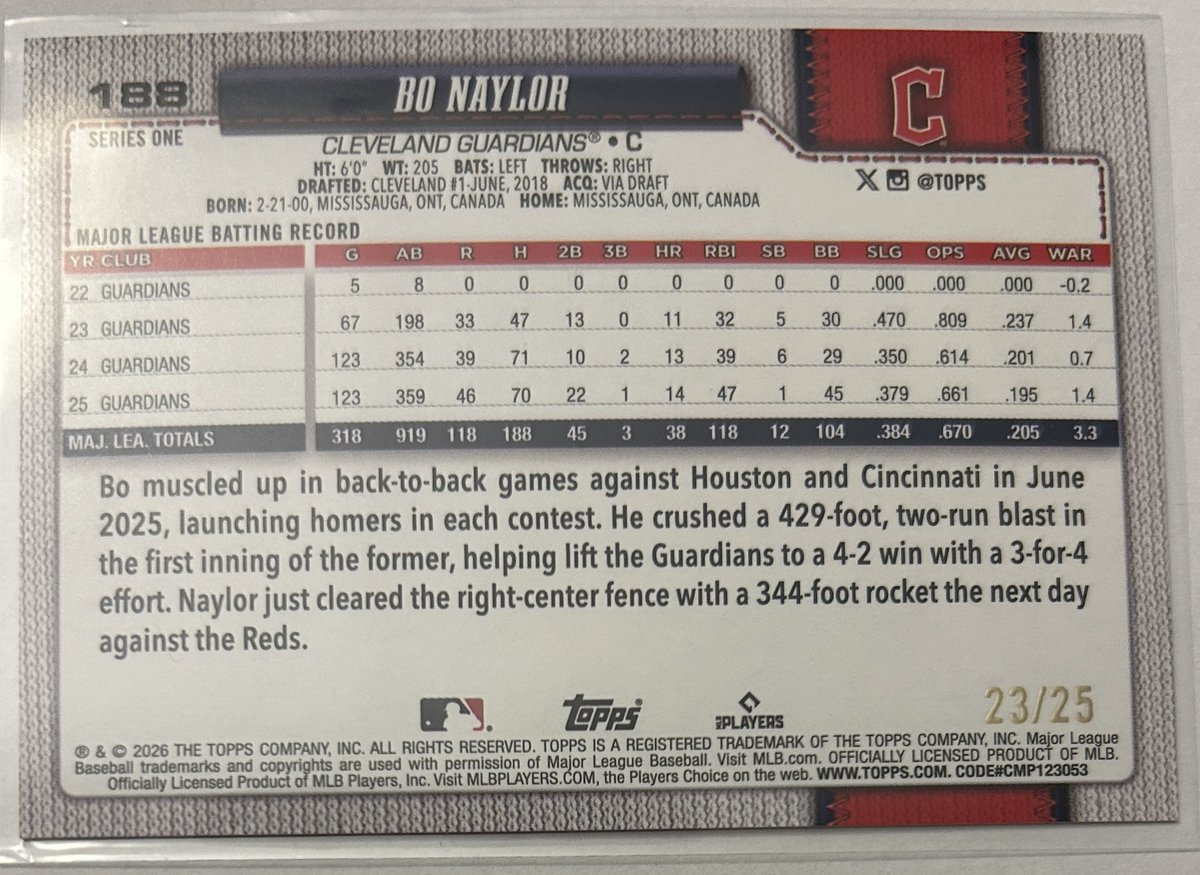 188
BO NAYLOR
C
SERIES ONE
CLEVELAND GUARDIANS® • C
HT: 6'0" WT: 205 BATS: LEFT THROWS: RIGHT
DRAFTED: CLEVELAND #1-JUNE, 2018 ACQ: VIA DRAFT
BORN: 2-21-00, MISSISSAUGA, ONT, CANADA HOME: MISSISSAUGA, ONT, CANADA
X @TOPPS
MAJOR LEAGUE BATTING RECORD
YR CLUB G AB R H 2B 3B HR RBI SB BB SLG OPS AVG WAR
22 GUARDIANS 5 8 0 0 0 0 0 0 0 0 .000 .000 .000 -0.2
23 GUARDIANS 67 198 33 47 13 0 11 32 5 30 .470 .809 .237 1.4
24 GUARDIANS 123 354 39 71 10 2 13 39 6 29 .350 .614 .201 0.7
25 GUARDIANS 123 359 46 70 22 1 14 47 1 45 .379 .661 .195 1.4
MAJ. LEA. TOTALS 318 919 118 188 45 3 38 118 12 104 .384 .670 .205 3.3
Bo muscled up in back-to-back games against Houston and Cincinnati in June
2025, launching homers in each contest. He crushed a 429-foot, two-run blast in
the first inning of the former, helping lift the Guardians to a 4-2 win with a 3-for-4
effort. Naylor just cleared the right-center fence with a 344-foot rocket the next day
against the Reds.
Topps
MLB PLAYERS
23/25
® & © 2026 THE TOPPS COMPANY, INC. ALL RIGHTS RESERVED. TOPPS IS A REGISTERED TRADEMARK OF THE TOPPS COMPANY, INC. Major League
Baseball trademarks and copyrights are used with permission of Major League Baseball. Visit MLB.com. OFFICIALLY LICENSED PRODUCT OF MLB.
Officially Licensed Product of MLB Players, Inc. Visit MLBPLAYERS.COM, the Players Choice on the web. WWW.TOPPS.COM. CODE#CMP123053